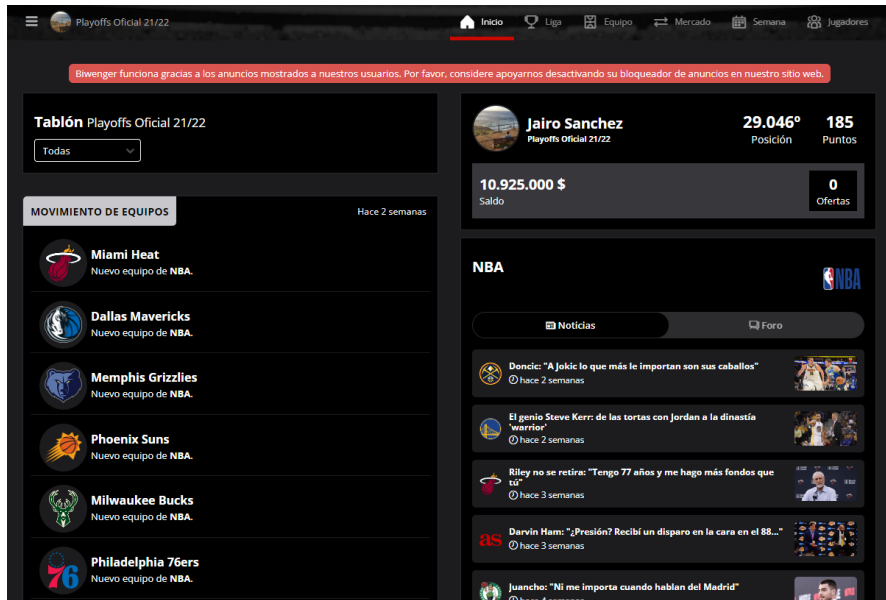 Playoffs Oficial 21/22
Inicio
Liga
Equipo
Mercado
Semana
Jugadores
Biwenger funciona gracias a los anuncios mostrados a nuestros usuarios. Por favor, considere apoyarnos desactivando su bloqueador de anuncios en nuestro sitio web.
Tablón Playoffs Oficial 21/22
Todas
MOVIMIENTO DE EQUIPOS
Hace 2 semanas
Miami Heat
Nuevo equipo de NBA.
Dallas Mavericks
Nuevo equipo de NBA.
Memphis Grizzlies
Nuevo equipo de NBA.
Phoenix Suns
Nuevo equipo de NBA.
Milwaukee Bucks
Nuevo equipo de NBA.
76
Philadelphia 76ers
Nuevo equipo de NBA.
Jairo Sanchez
Playoffs Oficial 21/22
29.046º
Posición
185
Puntos
10.925.000 $
Saldo
0
Ofertas
NBA
NBA
Noticias
Foro
Doncic: "A Jokic lo que más le importan son sus caballos"
hace 2 semanas
El genio Steve Kerr: de las tortas con Jordan a la dinastía
'warrior'
hace 2 semanas
Riley no se retira: "Tengo 77 años y me hago más fondos que
tú"
hace 3 semanas
as
Darvin Ham: "¿Presión? Recibí un disparo en la cara en el 88..."
hace 3 semanas
Juancho: "Ni me importa cuando hablan del Madrid"